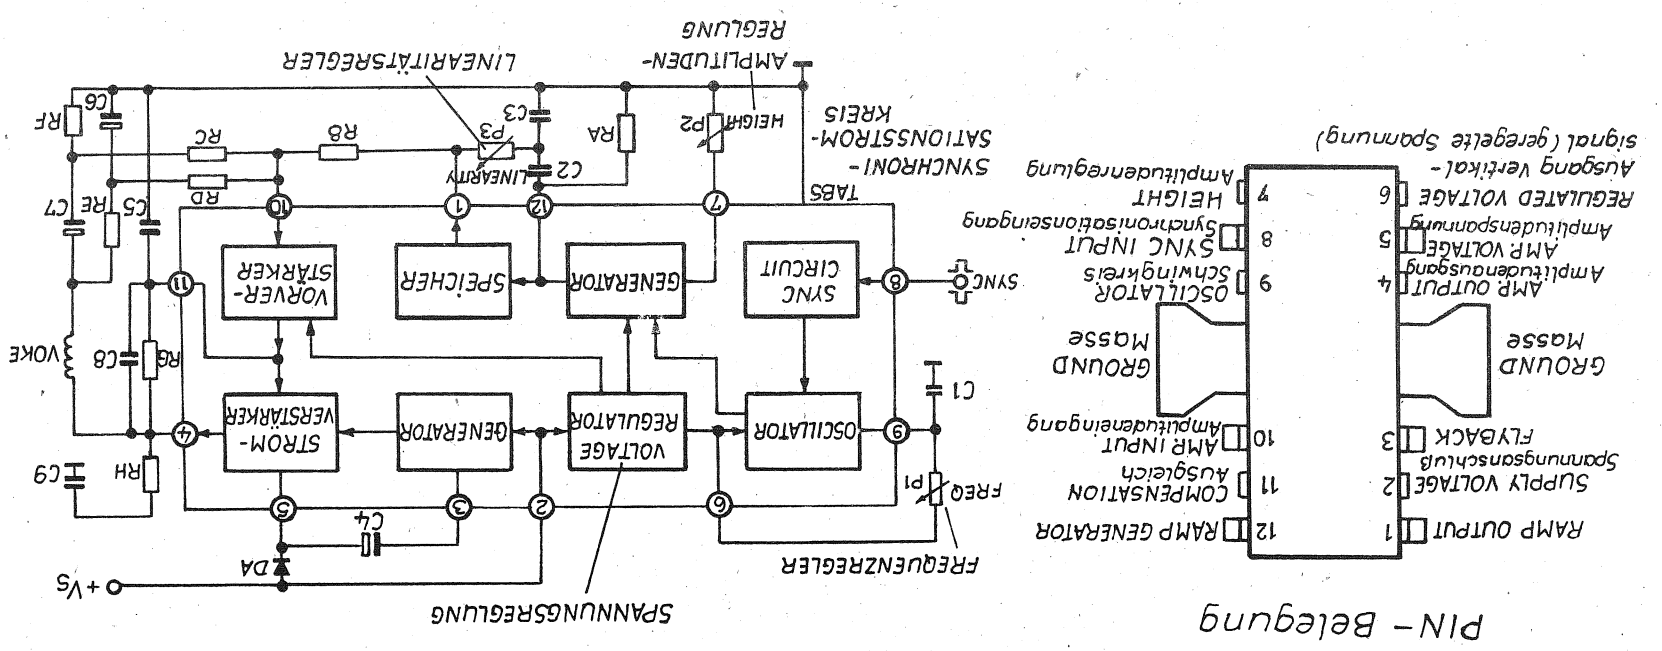 PIN-Belegung
RAMP OUTPUT
1
12
RAMP GENERATOR
SUPPLY VOLTAGE
Spannungsanschluß
2
11
COMPENSATION
Ausgleich
FLYBACK
3
10
AMP. INPUT
Amplitudeneingang
GROUND
Masse
GROUND
Masse
AMP. OUTPUT
Amplitudenausgang
4
9
OSCILLATOR
Schwingkreis
AMP. VOLTAGE
Amplitudenspannung
5
8
SYNC INPUT
Synchronisationseingang
REGULATED VOLTAGE
Ausgang Vertikal-
signal (geregelte Spannung)
6
7
HEIGHT
Amplitudenreglung
SPANNUNGSREGLUNG
+Vs
FREQUENZREGLER
DA
C4
FREQ
P1
6
2
3
5
RH
C9
C1
9
OSCILLATOR
VOLTAGE
REGULATOR
GENERATOR
STROM-
VERSTÄRKER
4
RG
C8
VOKE
SYNC
8
SYNC
CIRCUIT
GENERATOR
SPEICHER
VORVER-
STÄRKER
11
TABS
7
12
1
10
RD
C5
RE
C7
SYNCHRONI-
SATIONSSTROM-
KREIS
HEIGHT
P2
RA
C2
C3
LINEARITY
P3
R8
RC
C6
RF
AMPLITUDEN-
REGLUNG
LINEARITÄTSREGLER